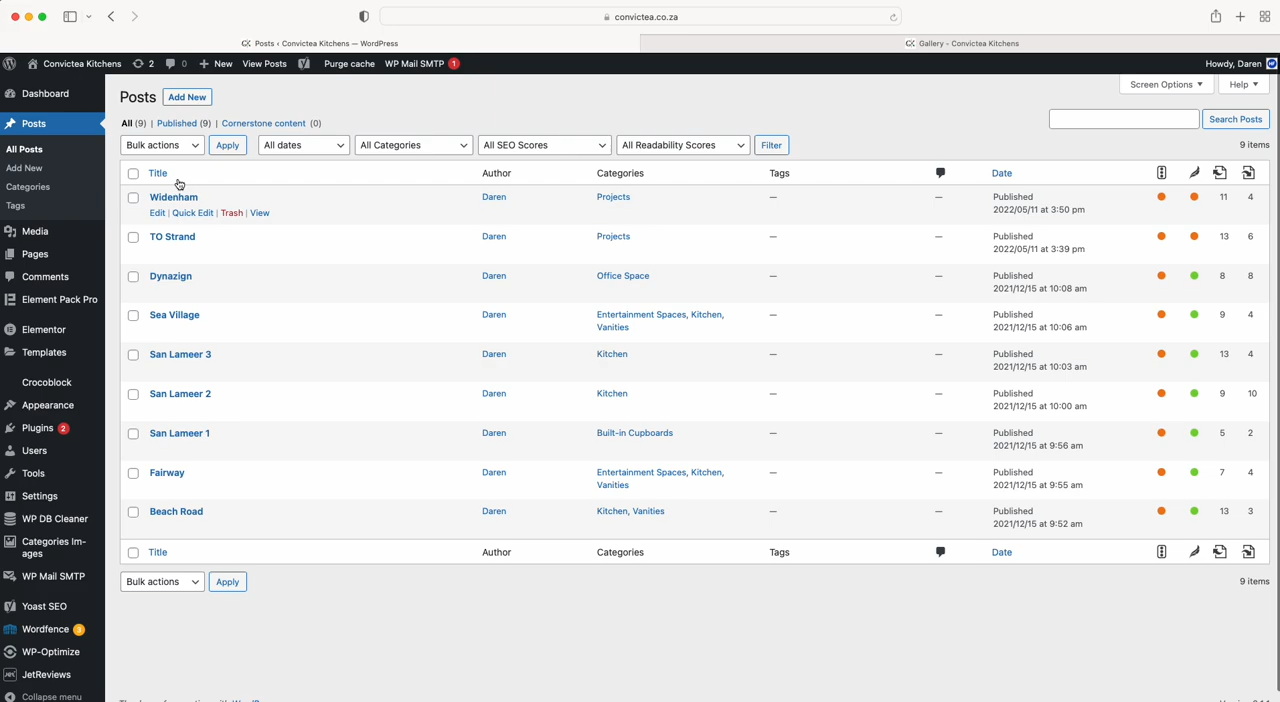 convictea.co.za
Posts ‹ Convictea Kitchens — WordPress
Gallery - Convictea Kitchens
Convictea Kitchens 2 0 New View Posts Purge cache WP Mail SMTP 1 Howdy, Daren
Dashboard
Posts
All Posts
Add New
Categories
Tags
Media
Pages
Comments
Element Pack Pro
Elementor
Templates
Crocoblock
Appearance
Plugins 2
Users
Tools
Settings
WP DB Cleaner
Categories Im-
ages
WP Mail SMTP
Yoast SEO
Wordfence 3
WP-Optimize
JetReviews
Collapse menu
Posts Add New
Screen Options ▼ Help ▼
All (9) | Published (9) | Cornerstone content (0)
Search Posts
Bulk actions Apply All dates All Categories All SEO Scores All Readability Scores Filter 9 items
Title Author Categories Tags Date
Widenham Daren Projects — — Published 11 4
2022/05/11 at 3:50 pm
Edit | Quick Edit | Trash | View
TO Strand Daren Projects — — Published 13 6
2022/05/11 at 3:39 pm
Dynazign Daren Office Space — — Published 8 8
2021/12/15 at 10:08 am
Sea Village Daren Entertainment Spaces, Kitchen, — — Published 9 4
Vanities 2021/12/15 at 10:06 am
San Lameer 3 Daren Kitchen — — Published 13 4
2021/12/15 at 10:03 am
San Lameer 2 Daren Kitchen — — Published 9 10
2021/12/15 at 10:00 am
San Lameer 1 Daren Built-in Cupboards — — Published 5 2
2021/12/15 at 9:56 am
Fairway Daren Entertainment Spaces, Kitchen, — — Published 7 4
Vanities 2021/12/15 at 9:55 am
Beach Road Daren Kitchen, Vanities — — Published 13 3
2021/12/15 at 9:52 am
Title Author Categories Tags Date
Bulk actions Apply 9 items